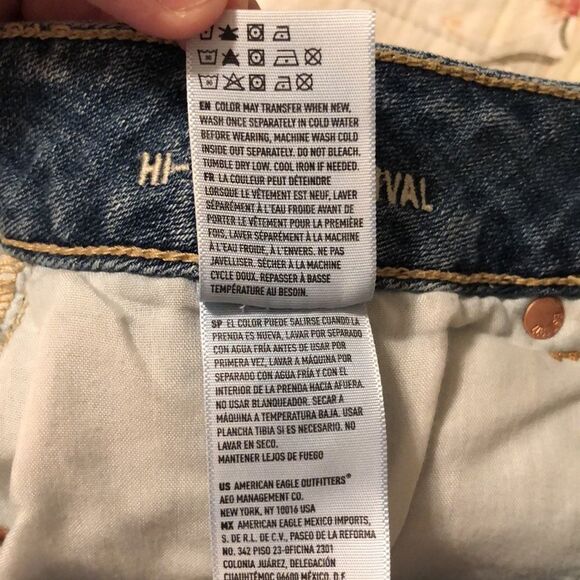 EN COLOR MAY TRANSFER WHEN NEW,
WASH ONCE SEPARATELY IN COLD WATER
BEFORE WEARING, MACHINE WASH COLD
INSIDE OUT SEPARATELY. DO NOT BLEACH.
TUMBLE DRY LOW. COOL IRON IF NEEDED.
FR LA COULEUR PEUT DÉTEINDRE
LORSQUE LE VÊTEMENT EST NEUF, LAVER
SÉPARÉMENT À L'EAU FROIDE AVANT DE
PORTER LE VÊTEMENT POUR LA PREMIÈRE
FOIS, LAVER SÉPARÉMENT À LA MACHINE
À L'EAU FROIDE, À L'ENVERS. NE PAS
JAVELLISER. SÉCHER À LA MACHINE
CYCLE DOUX. REPASSER À BASSE
TEMPÉRATURE AU BESOIN.
HI-
VAL
SP EL COLOR PUEDE SALIRSE CUANDO LA
PRENDA ES NUEVA, LAVAR POR SEPARADO
CON AGUA FRÍA ANTES DE USAR POR
PRIMERA VEZ, LAVAR A MÁQUINA POR
SEPARADO CON AGUA FRÍA Y CON EL
INTERIOR DE LA PRENDA HACIA AFUERA.
NO USAR BLANQUEADOR. SECAR A
MÁQUINA A TEMPERATURA BAJA. USAR
PLANCHA TIBIA SI ES NECESARIO. NO
LAVAR EN SECO.
MANTENER LEJOS DE FUEGO
US AMERICAN EAGLE OUTFITTERS®
AEO MANAGEMENT CO.
NEW YORK, NY 10016 USA
MX AMERICAN EAGLE MEXICO IMPORTS,
S. DE R.L. DE C.V., PASEO DE LA REFORMA
NO. 342 PISO 23-OFICINA 2301
COLONIA JUÁREZ, DELEGACIÓN
CUAUHTÉMOC 06600 MÉXICO, D.F.